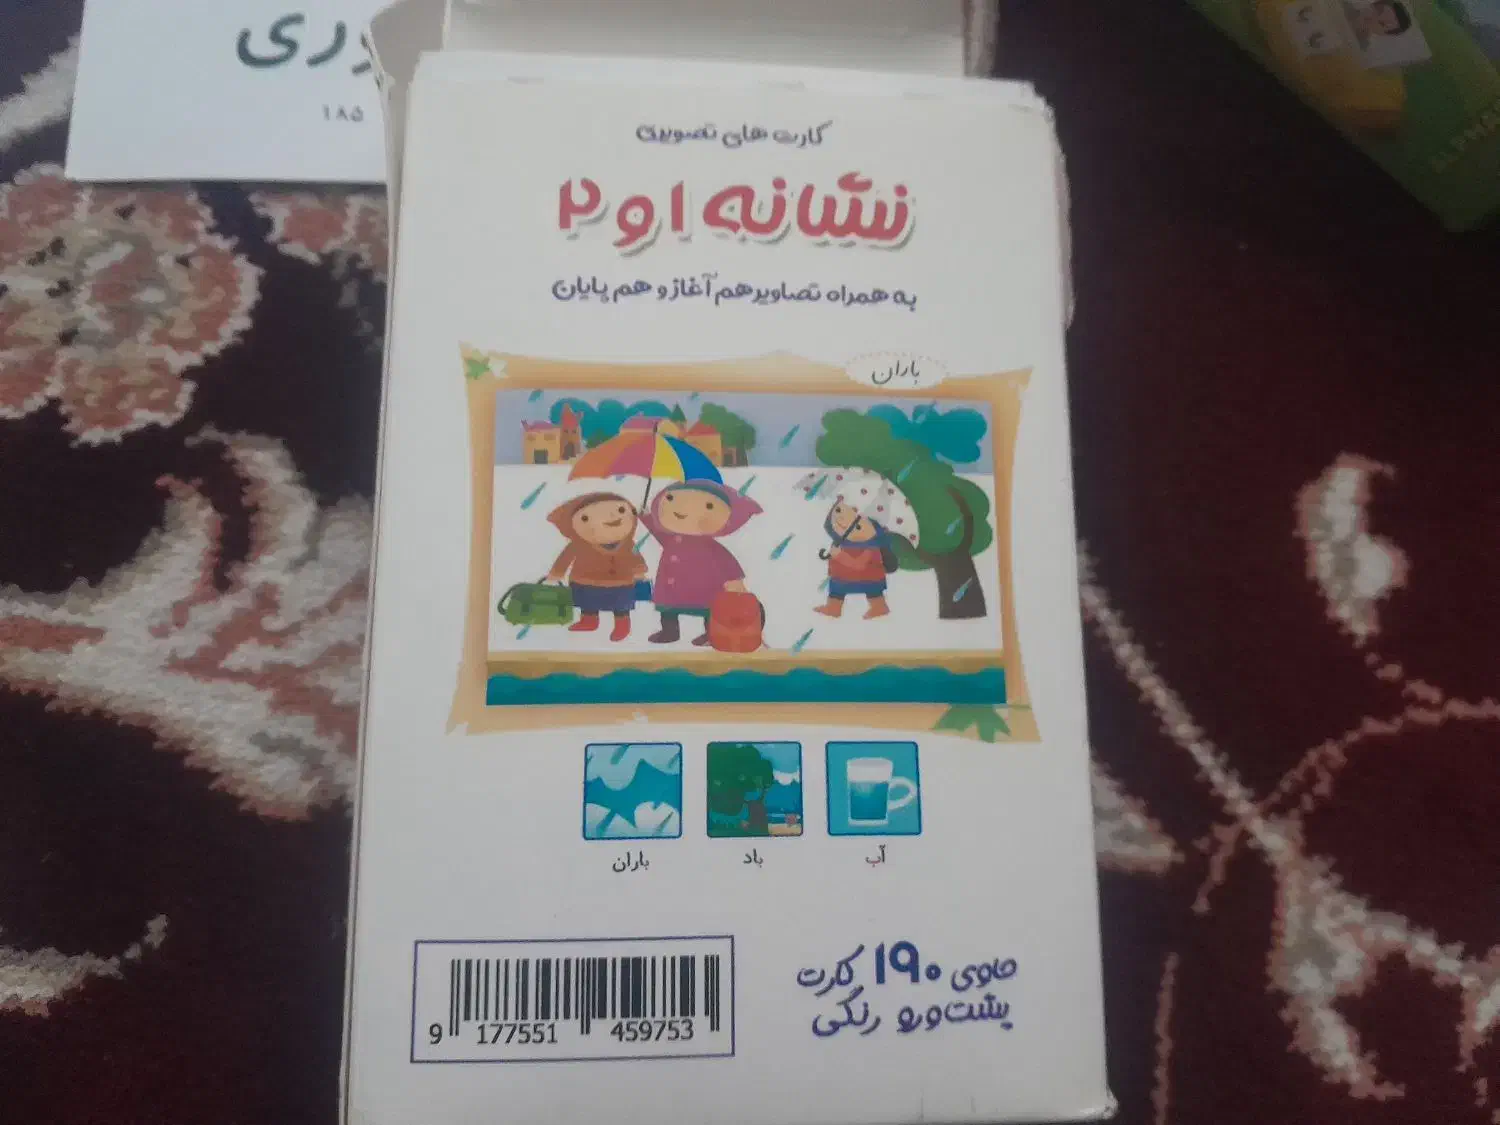 ۱۸۵
کارت های تصویری
نشانه ۱ و ۲
به همراه تصاویر هم آغاز و هم پایان
باران
آب
باد
باران
حاوی ۱۹۰ کارت
پشت و رو رنگی
9 177551 459753